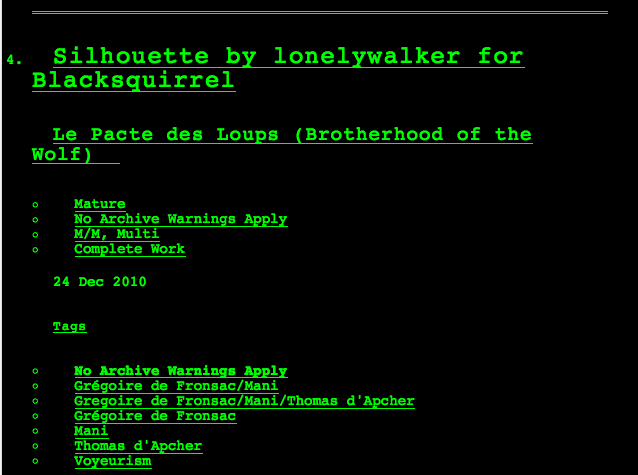 4. Silhouette by lonelywalker for
Blacksquirrel
Le Pacte des Loups (Brotherhood of the
Wolf)
Mature
No Archive Warnings Apply
M/M, Multi
Complete Work
24 Dec 2010
Tags
No Archive Warnings Apply
Grégoire de Fronsac/Mani
Gregoire de Fronsac/Mani/Thomas d'Apcher
Grégoire de Fronsac
Mani
Thomas d'Apcher
Voyeurism